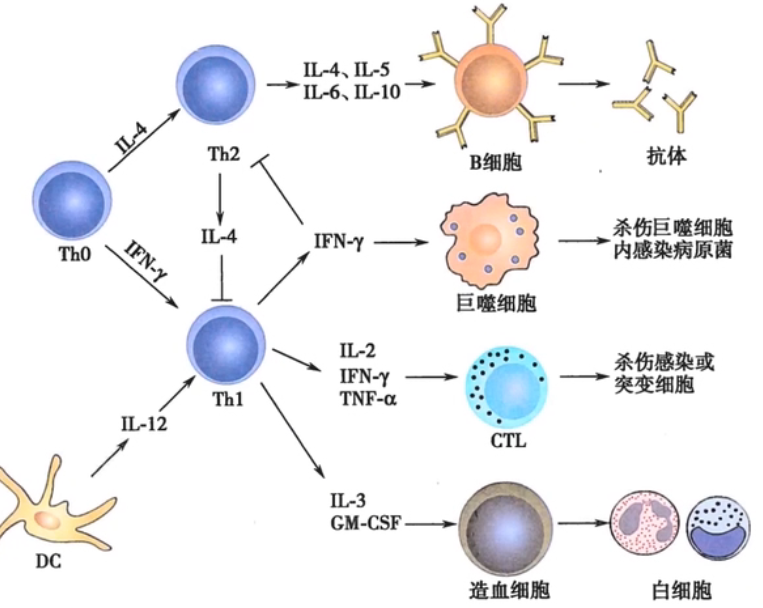 IL-4、IL-5
IL-6、IL-10
IL-4
Th2
B细胞
抗体
Th0
IFN-γ
IL-4
IFN-γ
杀伤巨噬细胞
内感染病原菌
巨噬细胞
Th1
IL-2
IFN-γ
TNF-α
杀伤感染或
突变细胞
CTL
IL-12
DC
IL-3
GM-CSF
造血细胞
白细胞